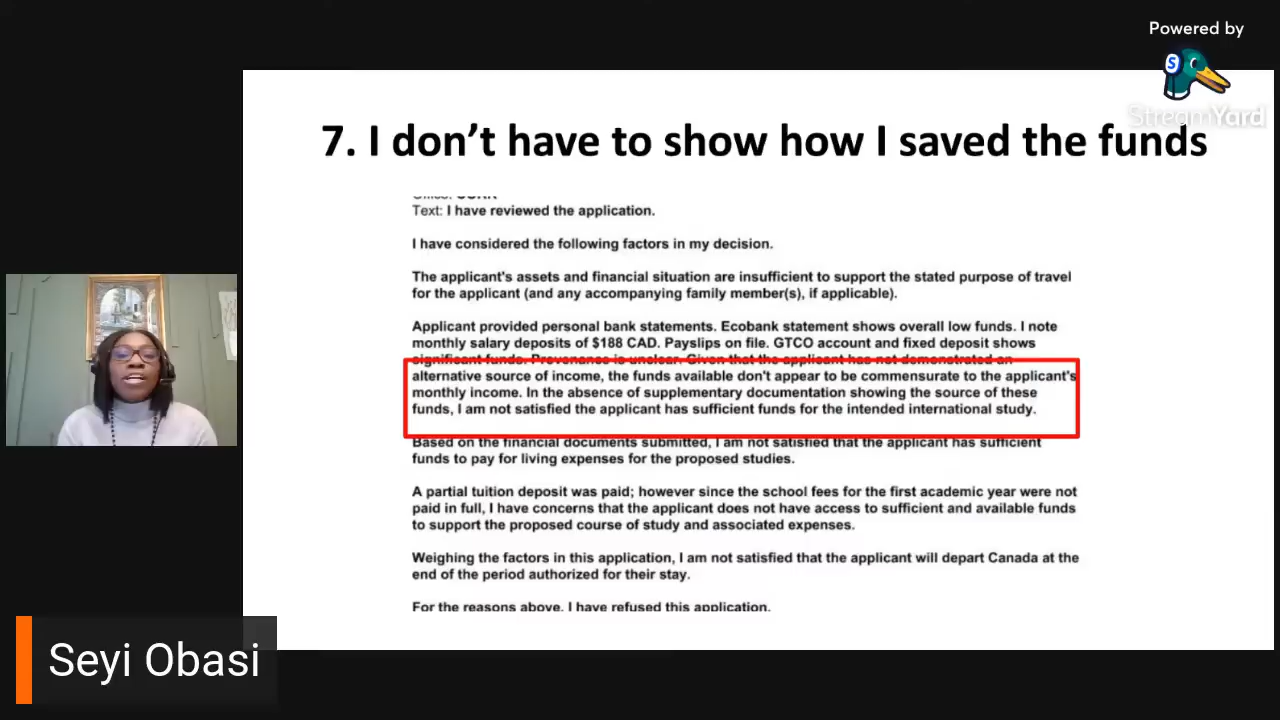 Powered by
StreamYard
7. I don't have to show how I saved the funds
Text: I have reviewed the application.
I have considered the following factors in my decision.
The applicant's assets and financial situation are insufficient to support the stated purpose of travel
for the applicant (and any accompanying family member(s), if applicable).
Applicant provided personal bank statements. Ecobank statement shows overall low funds. I note
monthly salary deposits of $188 CAD. Payslips on file. GTCO account and fixed deposit shows
significant funds. Provenance is unclear. Given that the applicant has not demonstrated an
alternative source of income, the funds available don't appear to be commensurate to the applicant's
monthly income. In the absence of supplementary documentation showing the source of these
funds, I am not satisfied the applicant has sufficient funds for the intended international study.
Based on the financial documents submitted, I am not satisfied that the applicant has sufficient
funds to pay for living expenses for the proposed studies.
A partial tuition deposit was paid; however since the school fees for the first academic year were not
paid in full, I have concerns that the applicant does not have access to sufficient and available funds
to support the proposed course of study and associated expenses.
Weighing the factors in this application, I am not satisfied that the applicant will depart Canada at the
end of the period authorized for their stay.
For the reasons above, I have refused this application.
Seyi Obasi